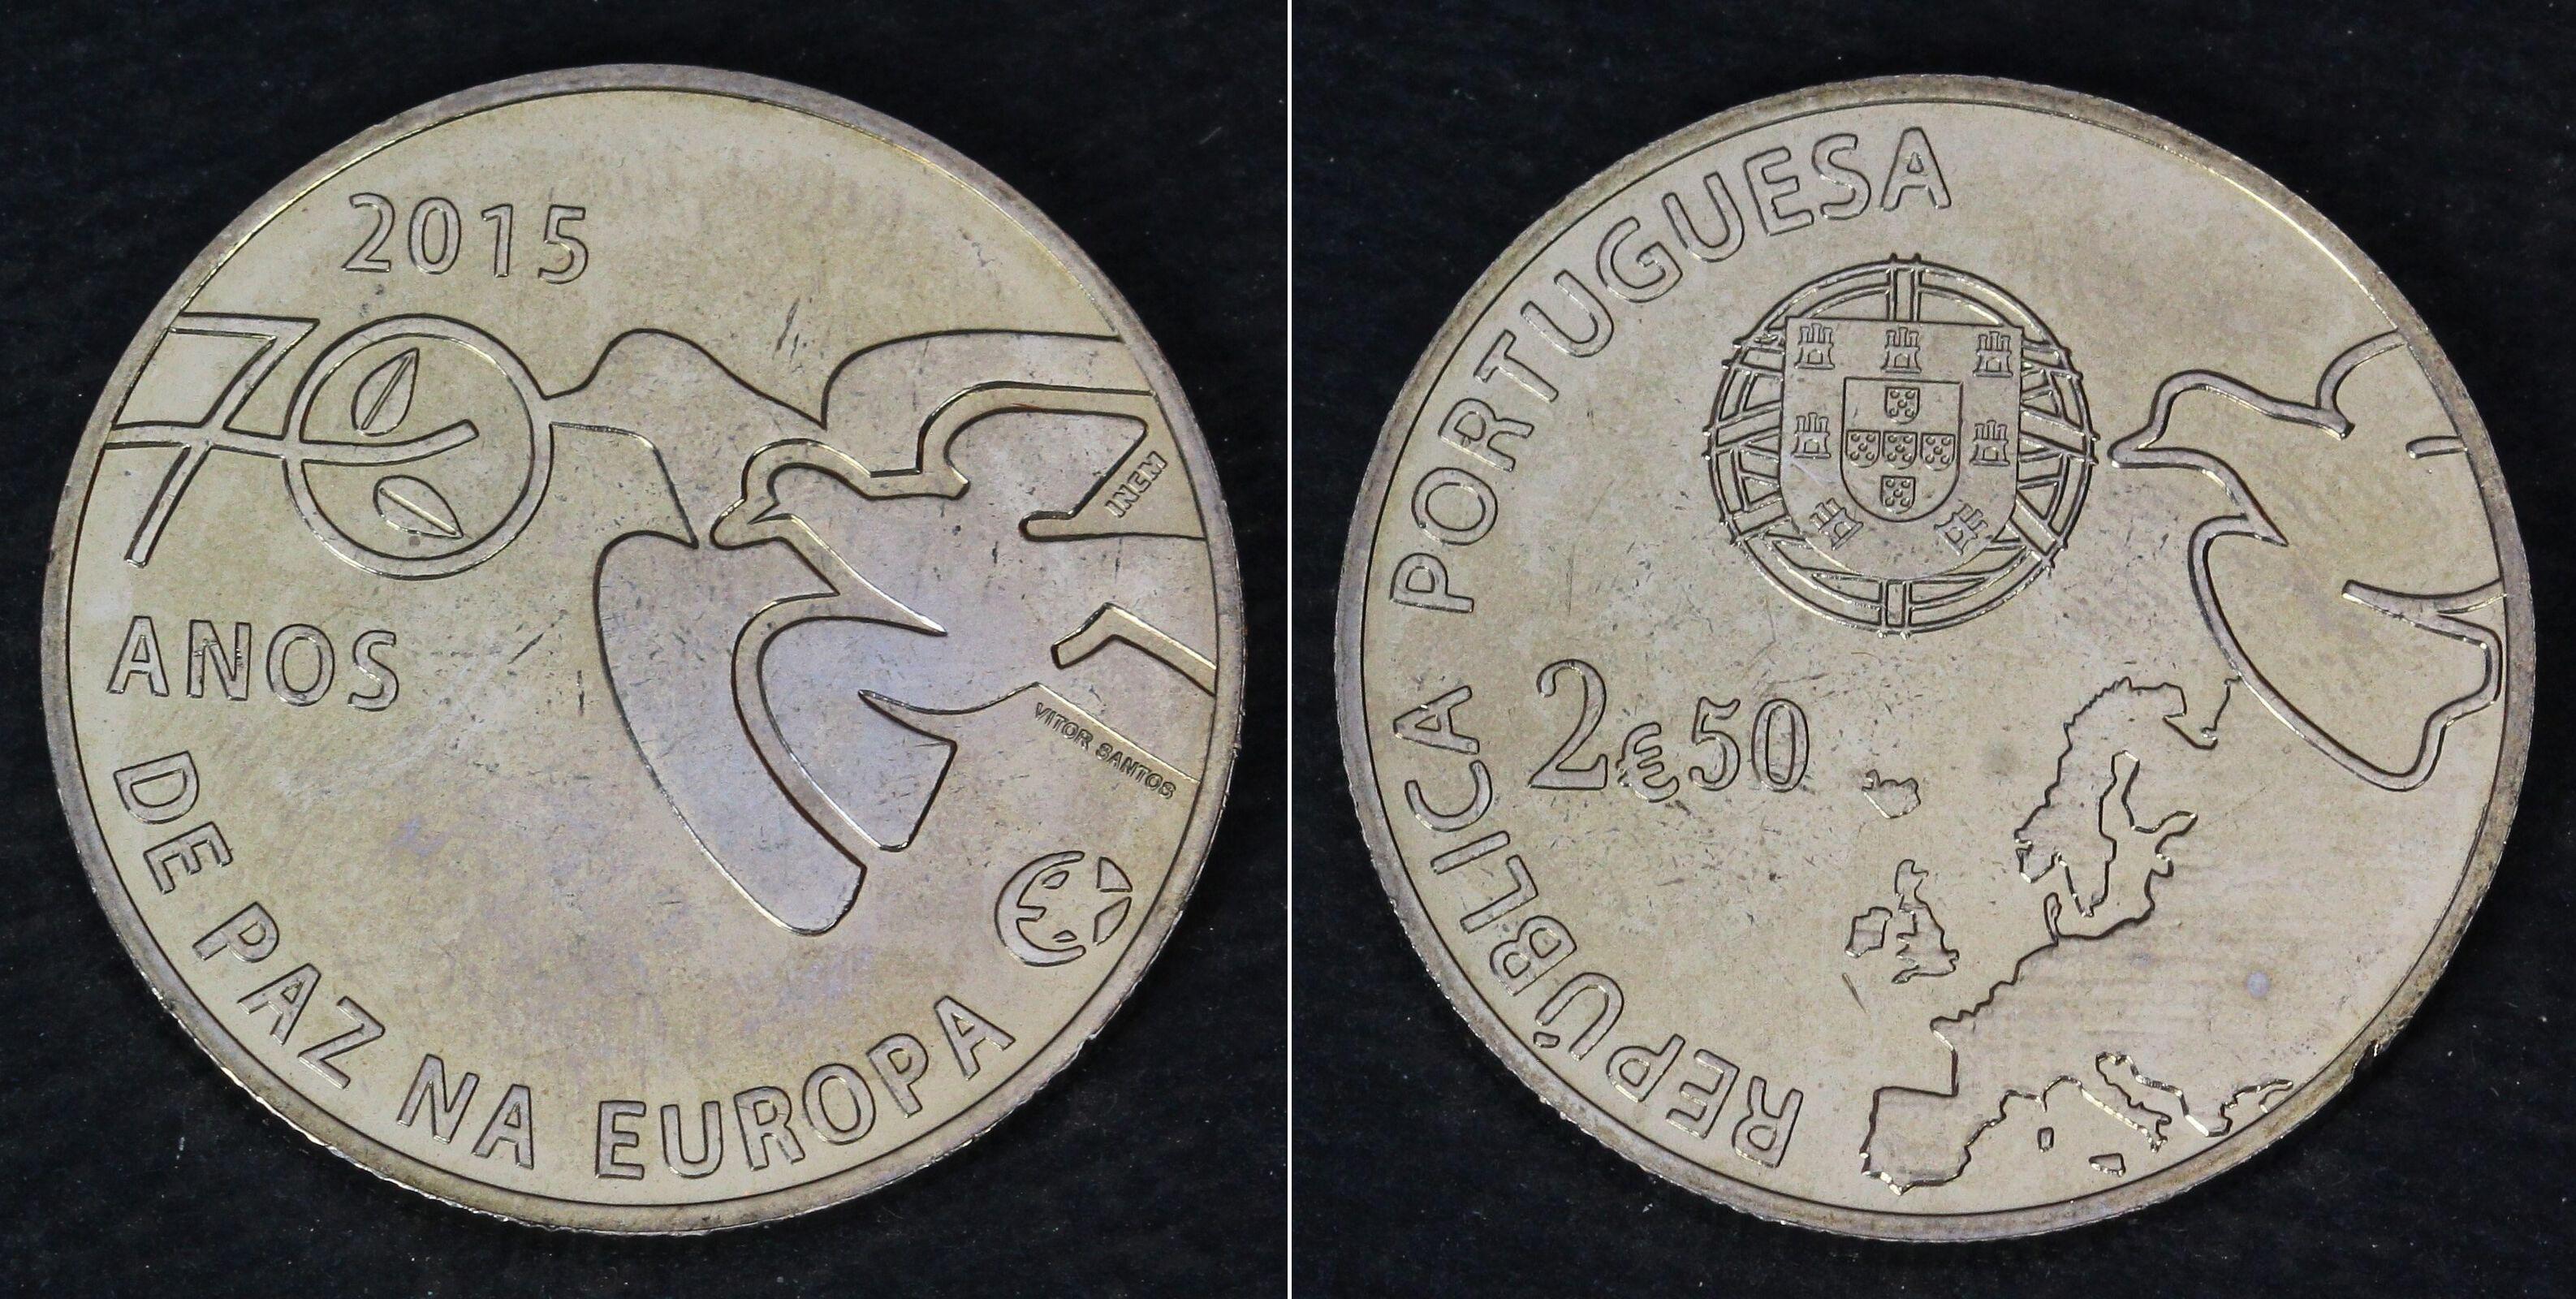 2015
70
ANOS
DE PAZ NA EUROPA
INCM
VITOR SANTOS
REPÚBLICA PORTUGUESA
2€50